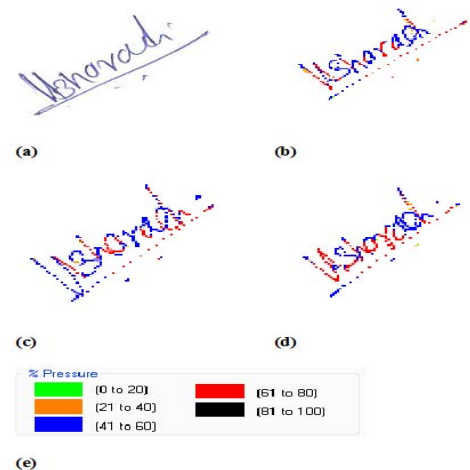 (a) (b)
(c) (d)
% Pressure
(0 to 20) (61 to 80)
(21 to 40) (81 to 100)
(41 to 60)
(e)